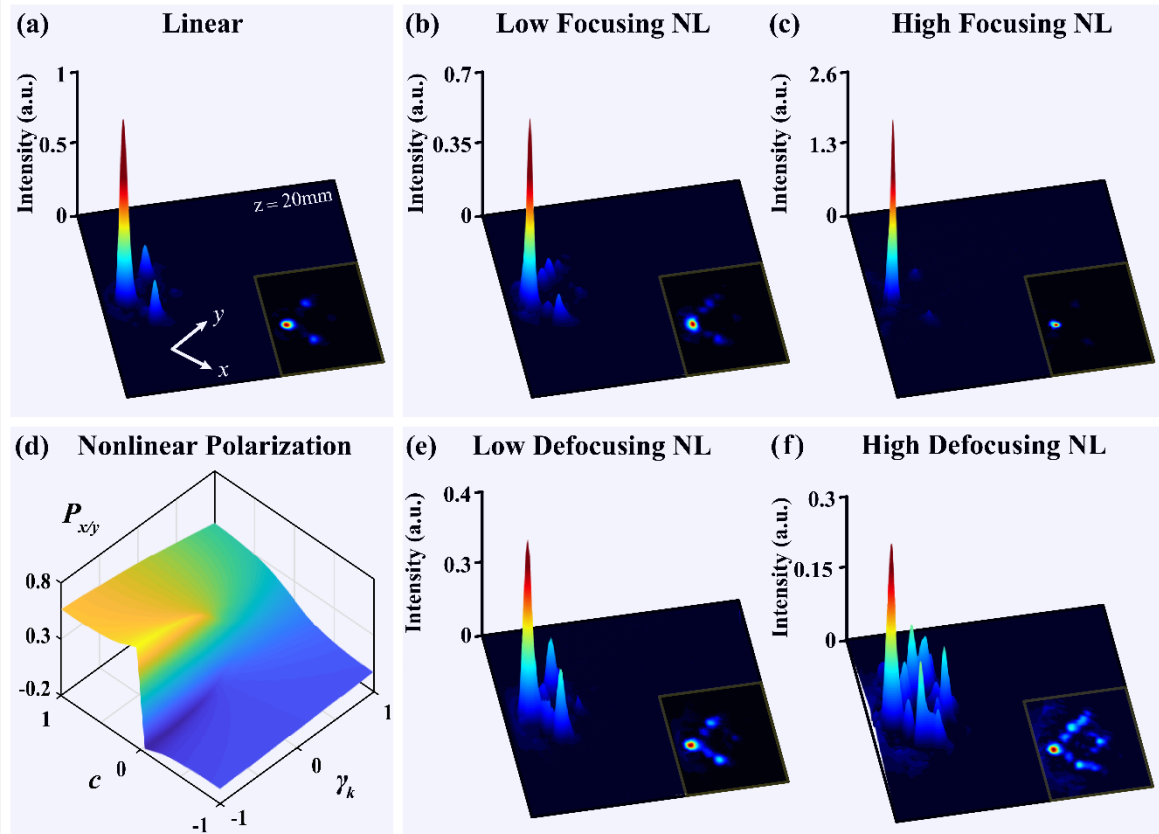 (a) Linear
Intensity (a.u.)
1
0.5
0
z = 20mm
y
x
(b) Low Focusing NL
Intensity (a.u.)
0.7
0.35
0
(c) High Focusing NL
Intensity (a.u.)
2.6
1.3
0
(d) Nonlinear Polarization
P_{x/y}
0.8
0.3
-0.2
1
0
-1
c
-1
0
1
γ_k
(e) Low Defocusing NL
Intensity (a.u.)
0.4
0.3
0
(f) High Defocusing NL
Intensity (a.u.)
0.3
0.15
0